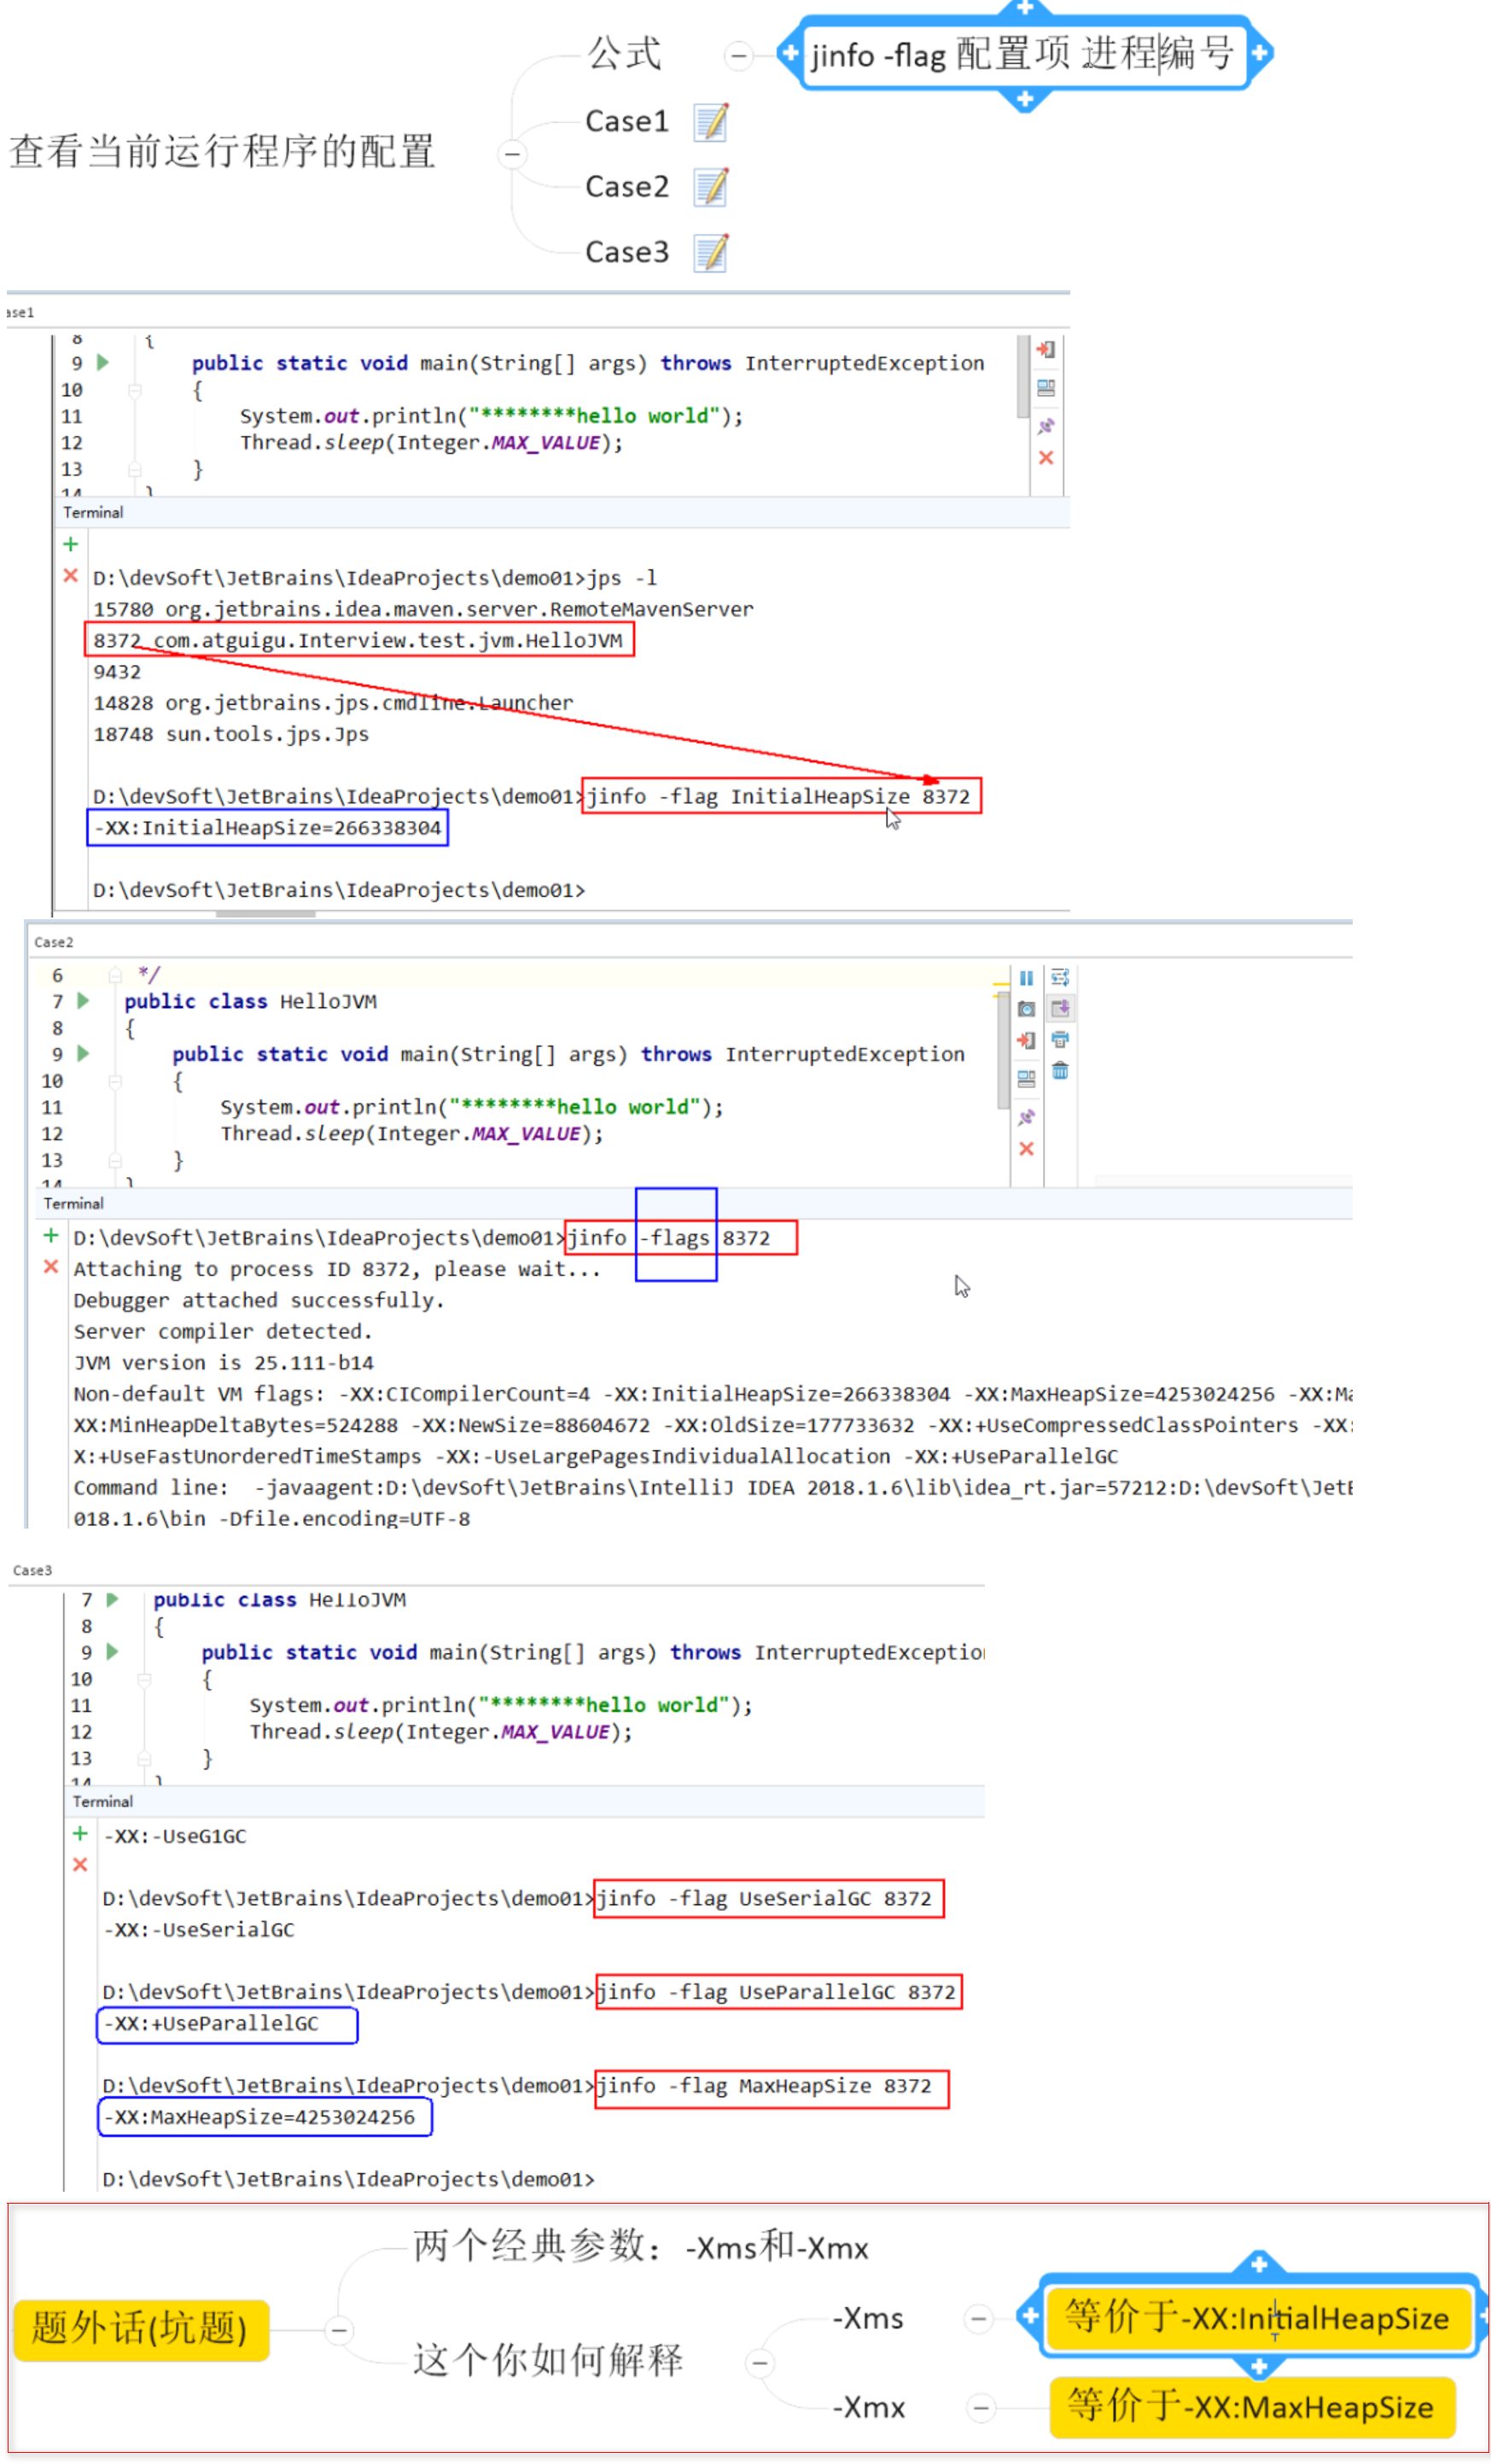 公式
jinfo -flag 配置项 进程编号
查看当前运行程序的配置
Case1
Case2
Case3
ase1
8 {
9 public static void main(String[] args) throws InterruptedException
10 {
11 System.out.println("********hello world");
12 Thread.sleep(Integer.MAX_VALUE);
13 }
14 }
Terminal
D:\devSoft\JetBrains\IdeaProjects\demo01>jps -l
15780 org.jetbrains.idea.maven.server.RemoteMavenServer
8372 com.atguigu.Interview.test.jvm.HelloJVM
9432
14828 org.jetbrains.jps.cmdline.Launcher
18748 sun.tools.jps.Jps
D:\devSoft\JetBrains\IdeaProjects\demo01>jinfo -flag InitialHeapSize 8372
-XX:InitialHeapSize=266338304
D:\devSoft\JetBrains\IdeaProjects\demo01>
Case2
6 */
7 public class HelloJVM
8 {
9 public static void main(String[] args) throws InterruptedException
10 {
11 System.out.println("********hello world");
12 Thread.sleep(Integer.MAX_VALUE);
13 }
14 }
Terminal
D:\devSoft\JetBrains\IdeaProjects\demo01>jinfo -flags 8372
Attaching to process ID 8372, please wait...
Debugger attached successfully.
Server compiler detected.
JVM version is 25.111-b14
Non-default VM flags: -XX:CICompilerCount=4 -XX:InitialHeapSize=266338304 -XX:MaxHeapSize=4253024256 -XX:Ma
XX:MinHeapDeltaBytes=524288 -XX:NewSize=88604672 -XX:OldSize=177733632 -XX:+UseCompressedClassPointers -XX:
X:+UseFastUnorderedTimeStamps -XX:-UseLargePagesIndividualAllocation -XX:+UseParallelGC
Command line:  -javaagent:D:\devSoft\JetBrains\IntelliJ IDEA 2018.1.6\lib\idea_rt.jar=57212:D:\devSoft\JetB
018.1.6\bin -Dfile.encoding=UTF-8
Case3
7 public class HelloJVM
8 {
9 public static void main(String[] args) throws InterruptedExceptio
10 {
11 System.out.println("********hello world");
12 Thread.sleep(Integer.MAX_VALUE);
13 }
14 }
Terminal
-XX:-UseG1GC
D:\devSoft\JetBrains\IdeaProjects\demo01>jinfo -flag UseSerialGC 8372
-XX:-UseSerialGC
D:\devSoft\JetBrains\IdeaProjects\demo01>jinfo -flag UseParallelGC 8372
-XX:+UseParallelGC
D:\devSoft\JetBrains\IdeaProjects\demo01>jinfo -flag MaxHeapSize 8372
-XX:MaxHeapSize=4253024256
D:\devSoft\JetBrains\IdeaProjects\demo01>
两个经典参数：-Xms和-Xmx
题外话(坑题)
这个你如何解释
-Xms
等价于-XX:InitialHeapSize
-Xmx
等价于-XX:MaxHeapSize